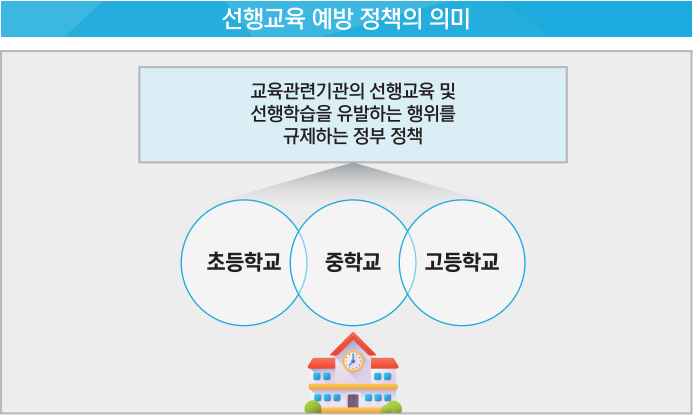 선행교육 예방 정책의 의미
교육관련기관의 선행교육 및
선행학습을 유발하는 행위를
규제하는 정부 정책
초등학교
중학교
고등학교